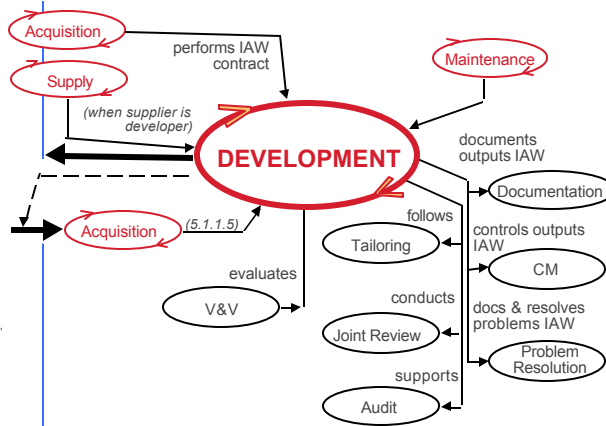 Acquisition
performs IAW
contract
Supply
Maintenance
(when supplier is
developer)
DEVELOPMENT
documents
outputs IAW
Documentation
Acquisition
(5.1.1.5)
follows
Tailoring
controls outputs
IAW
CM
evaluates
V&V
conducts
Joint Review
docs & resolves
problems IAW
Problem
Resolution
supports
Audit